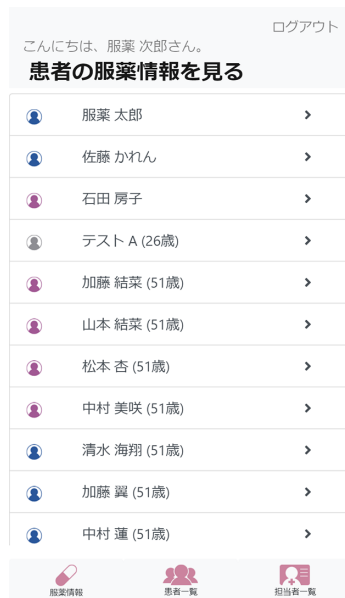 ログアウト
こんにちは、服薬 次郎さん。
患者の服薬情報を見る
服薬 太郎
佐藤 かれん
石田 房子
テスト A (26歳)
加藤 結菜 (51歳)
山本 結菜 (51歳)
松本 杏 (51歳)
中村 美咲 (51歳)
清水 海翔 (51歳)
加藤 翼 (51歳)
中村 蓮 (51歳)
服薬情報 患者一覧 担当者一覧